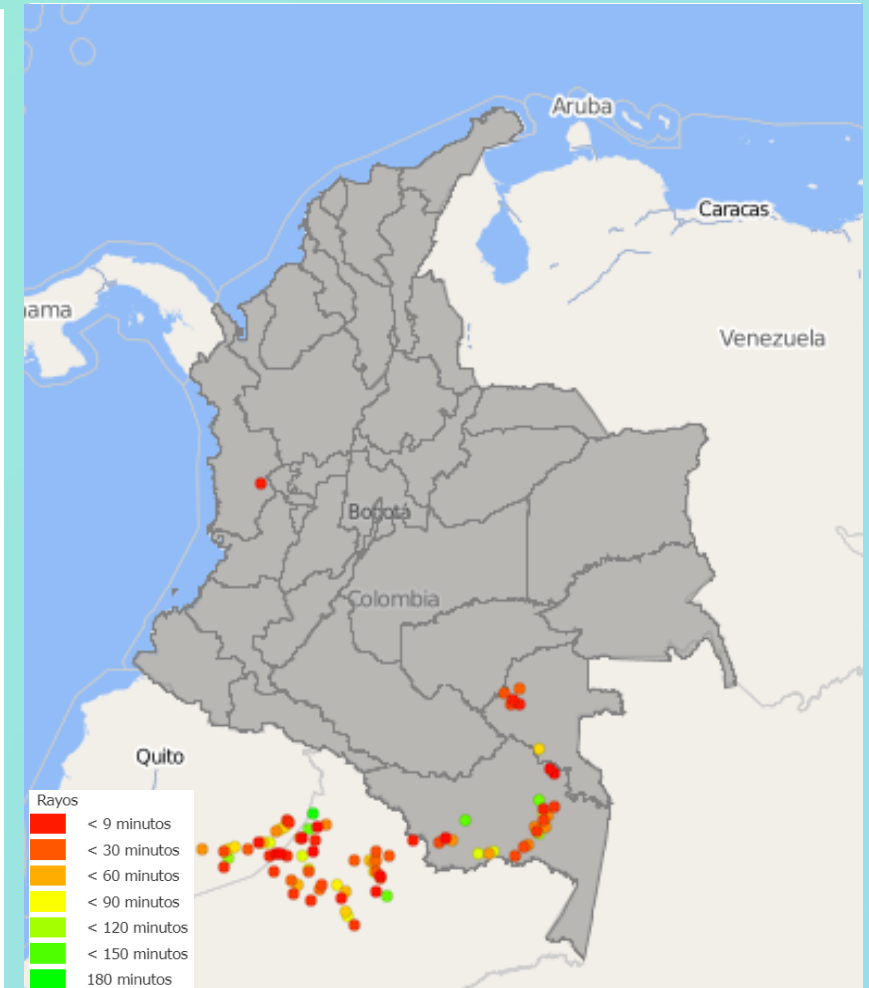 Aruba
Caracas
ama
Venezuela
Bogotá
Colombia
Quito
Rayos
< 9 minutos
< 30 minutos
< 60 minutos
< 90 minutos
< 120 minutos
< 150 minutos
180 minutos